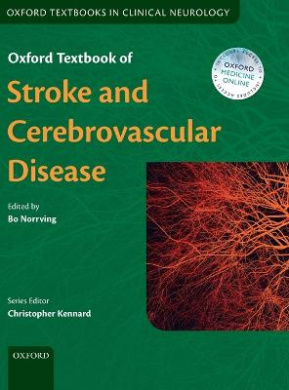 OXFORD TEXTBOOKS IN CLINICAL NEUROLOGY
Oxford Textbook of
Stroke and
Cerebrovascular
Disease
OXFORD
MEDICINE
ONLINE
Edited by
Bo Norrving
Series Editor
Christopher Kennard
OXFORD